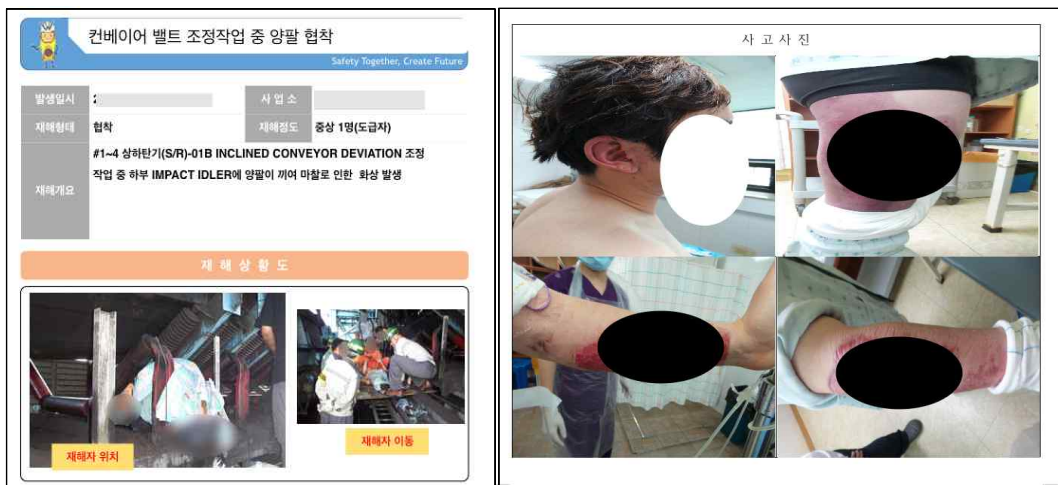 컨베이어 밸트 조정작업 중 양팔 협착
Safety Together, Create Future
발생일시
사 업 소
재해형태 협착 재해정도 중상 1명(도급자)
재해개요
#1~4 상하탄기(S/R)-01B INCLINED CONVEYOR DEVIATION 조정
작업 중 하부 IMPACT IDLER에 양팔이 끼여 마찰로 인한 화상 발생
재 해 상 황 도
재해자 위치
재해자 이동
사 고 사 진